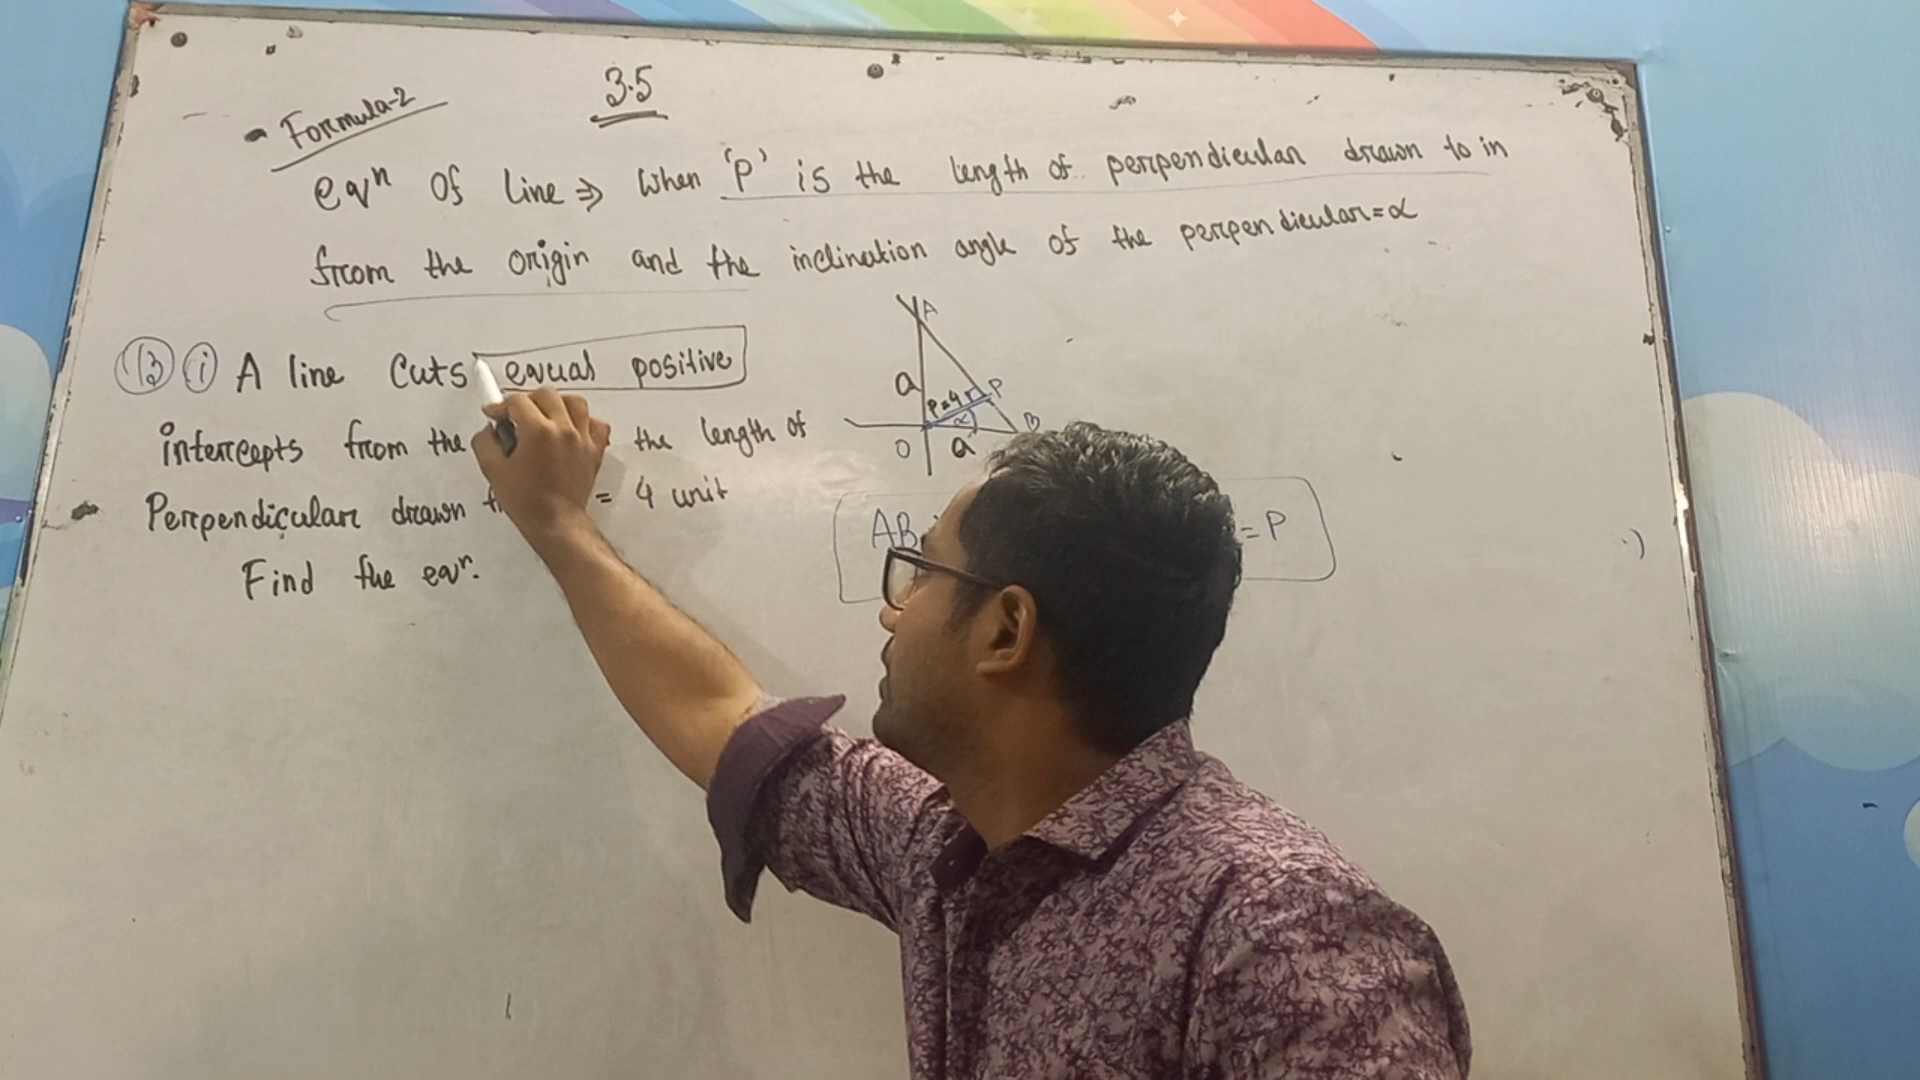 3.5
Formula-2
eqn of line ⇒ when 'P' is the length of perpendicular drawn to in
from the origin and the inclination angle of the perpendicular = α
13 i A line cuts equal positive
intercepts from the the length of
Perpendicular drawn = 4 unit
Find the eqn.
A
a
P=4
P
α
B
O
a
AB
= P